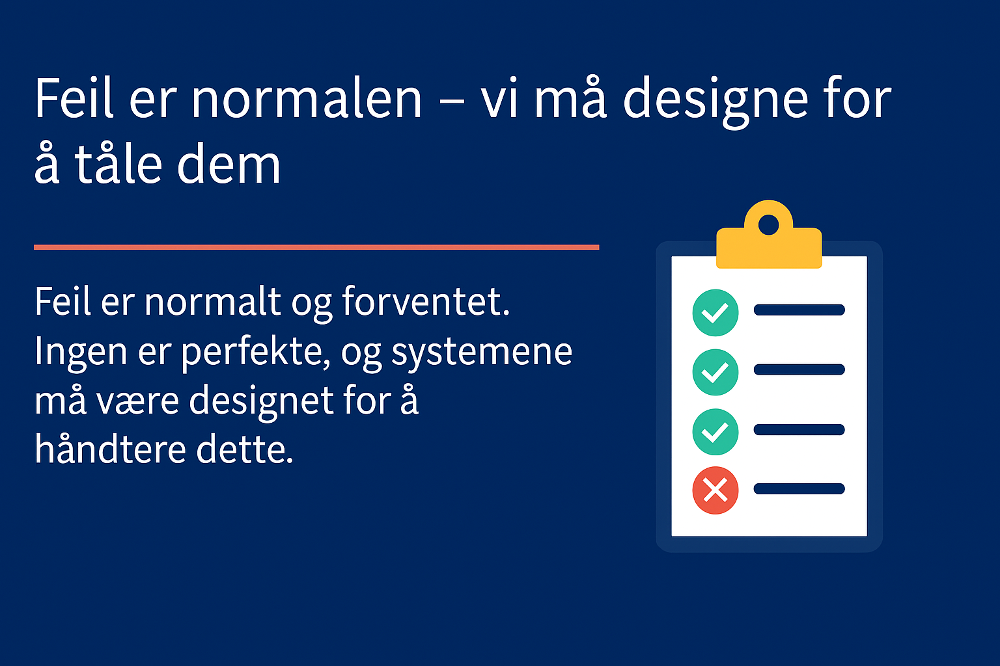 Feil er normalen – vi må designe for
å tåle dem
Feil er normalt og forventet.
Ingen er perfekte, og systemene
må være designet for å
håndtere dette.